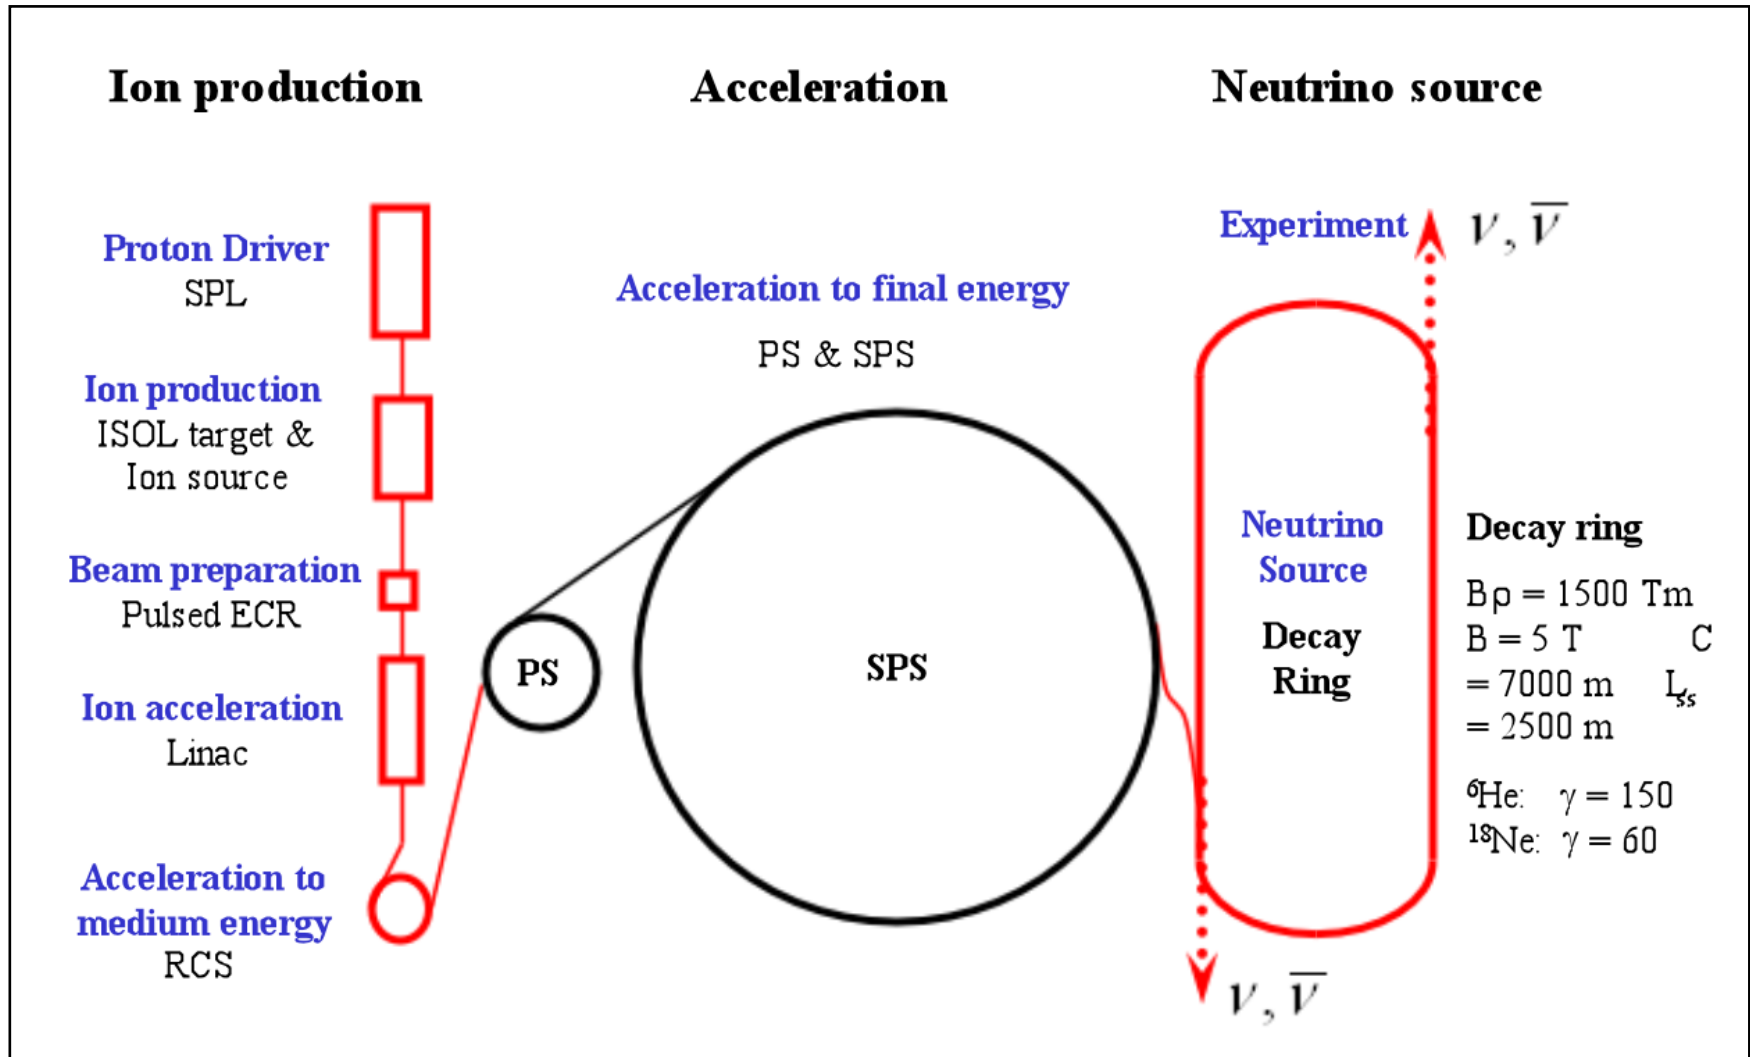 Ion production
Acceleration
Neutrino source
Proton Driver
SPL
Ion production
ISOL target &
Ion source
Beam preparation
Pulsed ECR
Ion acceleration
Linac
Acceleration to
medium energy
RCS
PS
Acceleration to final energy
PS & SPS
SPS
Experiment
ν, ν̅
Neutrino
Source
Decay
Ring
ν, ν̅
Decay ring
Bρ = 1500 Tm
B = 5 T C
= 7000 m Lss
= 2500 m
⁶He: γ = 150
¹⁸Ne: γ = 60